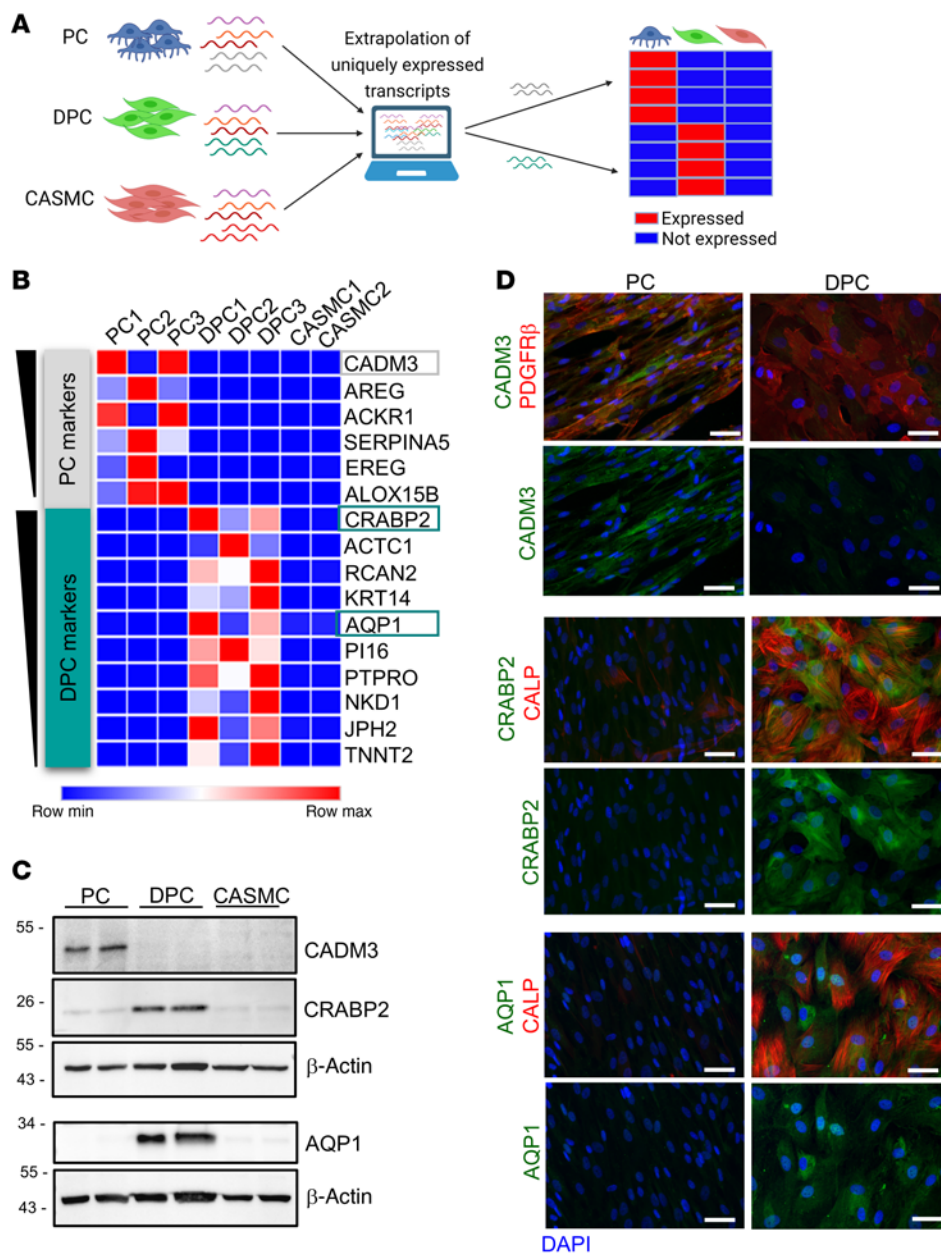 A
PC
DPC
CASMC
Extrapolation of
uniquely expressed
transcripts
Expressed
Not expressed
B
PC1
PC2
PC3
DPC1
DPC2
DPC3
CASMC1
CASMC2
PC markers
DPC markers
CADM3
AREG
ACKR1
SERPINA5
EREG
ALOX15B
CRABP2
ACTC1
RCAN2
KRT14
AQP1
PI16
PTPRO
NKD1
JPH2
TNNT2
Row min
Row max
C
PC DPC CASMC
55 -
CADM3
26 -
CRABP2
55 -
43 -
β-Actin
34 -
AQP1
55 -
43 -
β-Actin
D
PC DPC
CADM3
PDGFRβ
CADM3
CRABP2
CALP
CRABP2
AQP1
CALP
AQP1
DAPI